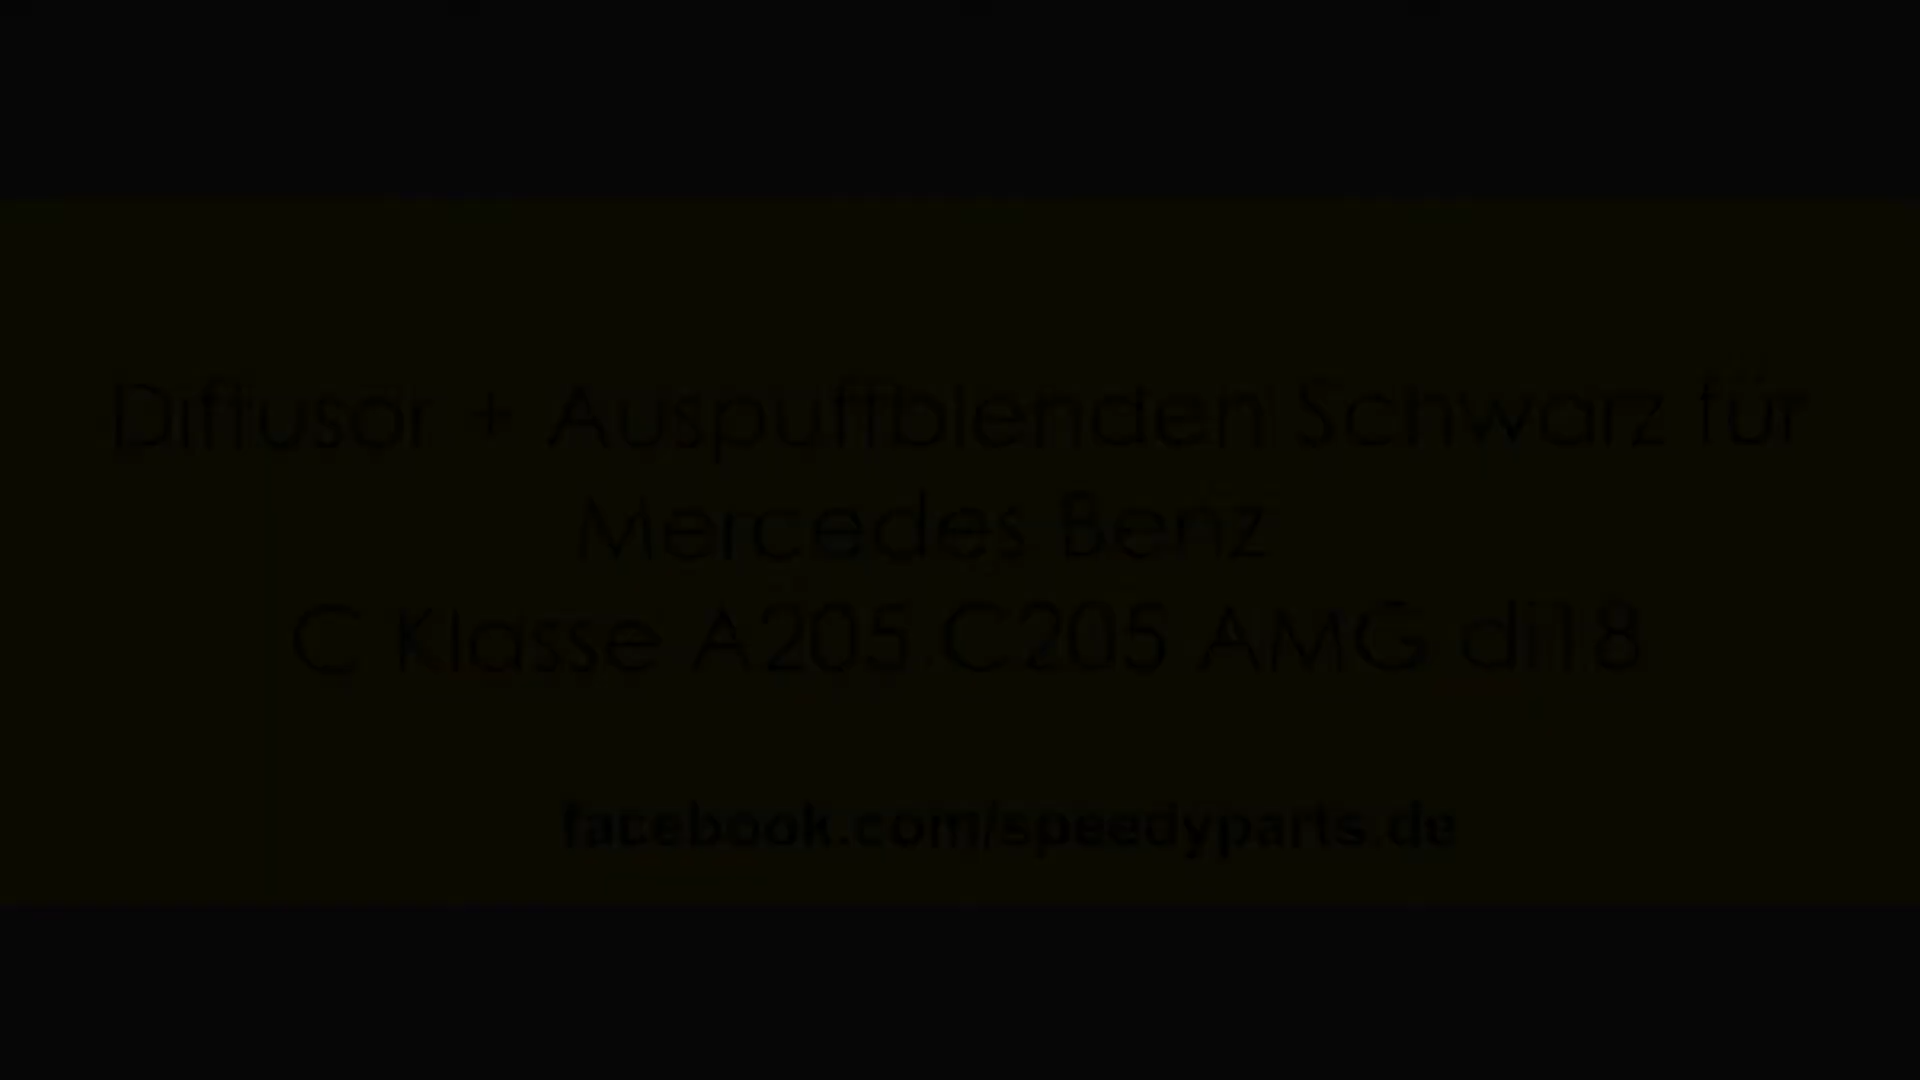 Diffusor + Auspuffblenden Schwarz für
Mercedes Benz
C Klasse A205 C205 AMG di18
facebook.com/speedyparts.de